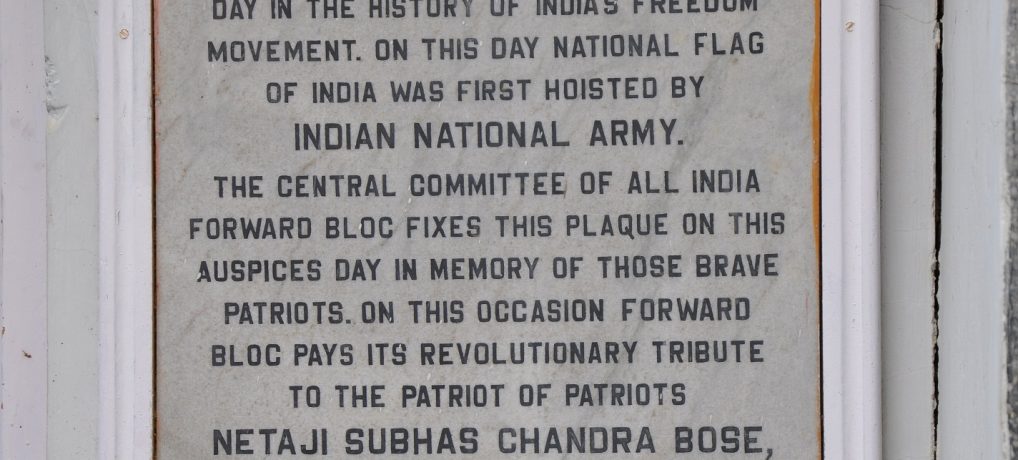 DAY IN THE HISTORY OF INDIA'S FREEDOM
MOVEMENT. ON THIS DAY NATIONAL FLAG
OF INDIA WAS FIRST HOISTED BY
INDIAN NATIONAL ARMY.
THE CENTRAL COMMITTEE OF ALL INDIA
FORWARD BLOC FIXES THIS PLAQUE ON THIS
AUSPICES DAY IN MEMORY OF THOSE BRAVE
PATRIOTS. ON THIS OCCASION FORWARD
BLOC PAYS ITS REVOLUTIONARY TRIBUTE
TO THE PATRIOT OF PATRIOTS
NETAJI SUBHAS CHANDRA BOSE,